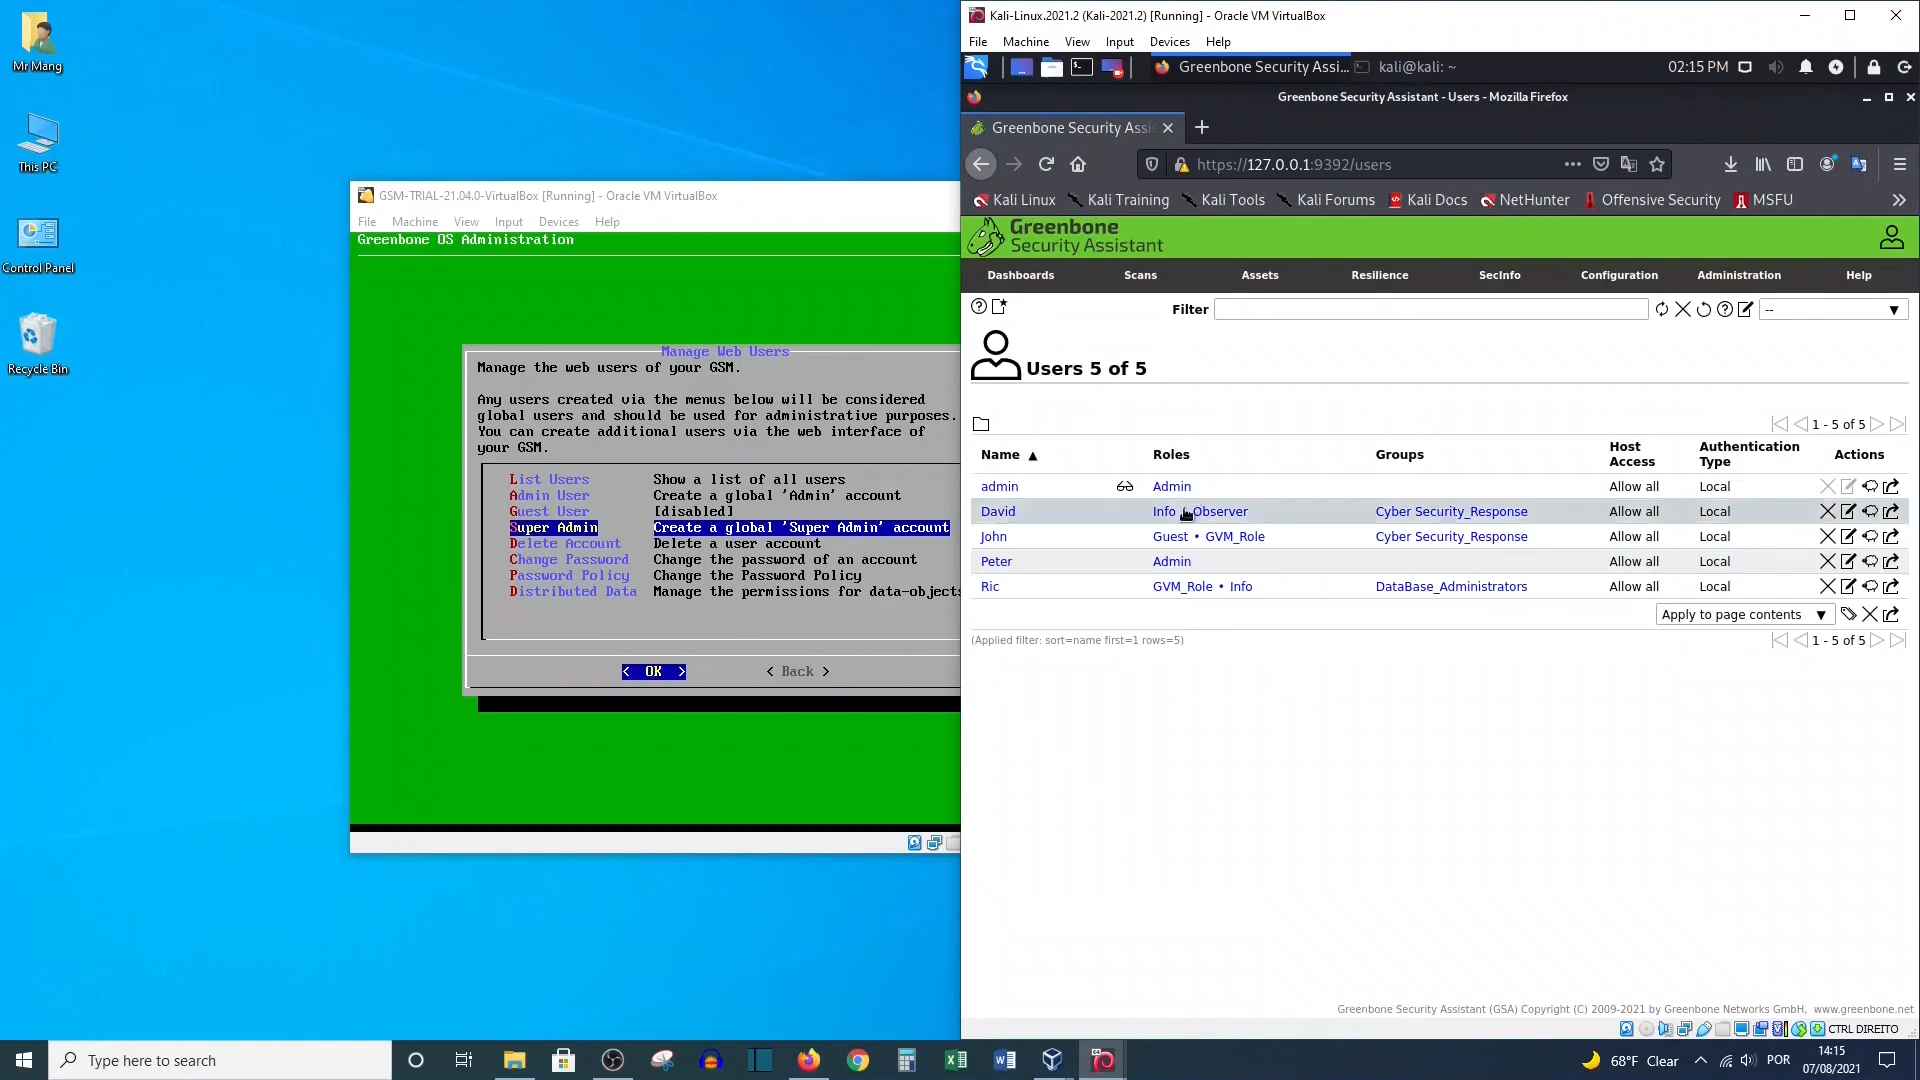 Mr Mang
This PC
Control Panel
Recycle Bin
GSM-TRIAL-21.04.0-VirtualBox [Running] - Oracle VM VirtualBox
File Machine View Input Devices Help
Greenbone OS Administration
Manage Web Users
Manage the web users of your GSM.
Any users created via the menus below will be considered
global users and should be used for administrative purposes.
You can create additional users via the web interface of
your GSM.
List Users Show a list of all users
Admin User Create a global 'Admin' account
Guest User [disabled]
Super Admin Create a global 'Super Admin' account
Delete Account Delete a user account
Change Password Change the password of an account
Password Policy Change the Password Policy
Distributed Data Manage the permissions for data-objects
< OK > < Back >
Kali-Linux.2021.2 (Kali-2021.2) [Running] - Oracle VM VirtualBox
File Machine View Input Devices Help
Greenbone Security Assi... kali@kali: ~ 02:15 PM
Greenbone Security Assistant - Users - Mozilla Firefox
Greenbone Security Assi
https://127.0.0.1:9392/users
Kali Linux Kali Training Kali Tools Kali Forums Kali Docs NetHunter Offensive Security MSFU
Greenbone
Security Assistant
Dashboards Scans Assets Resilience SecInfo Configuration Administration Help
Filter --
Users 5 of 5
1 - 5 of 5
Name ▲ Roles Groups Host Access Authentication Type Actions
admin Admin Allow all Local
David Info Observer Cyber Security_Response Allow all Local
John Guest • GVM_Role Cyber Security_Response Allow all Local
Peter Admin Allow all Local
Ric GVM_Role • Info DataBase_Administrators Allow all Local
Apply to page contents
(Applied filter: sort=name first=1 rows=5) 1 - 5 of 5
Greenbone Security Assistant (GSA) Copyright (C) 2009-2021 by Greenbone Networks GmbH, www.greenbone.net
CTRL DIREITO
Type here to search
68°F Clear POR 14:15
07/08/2021